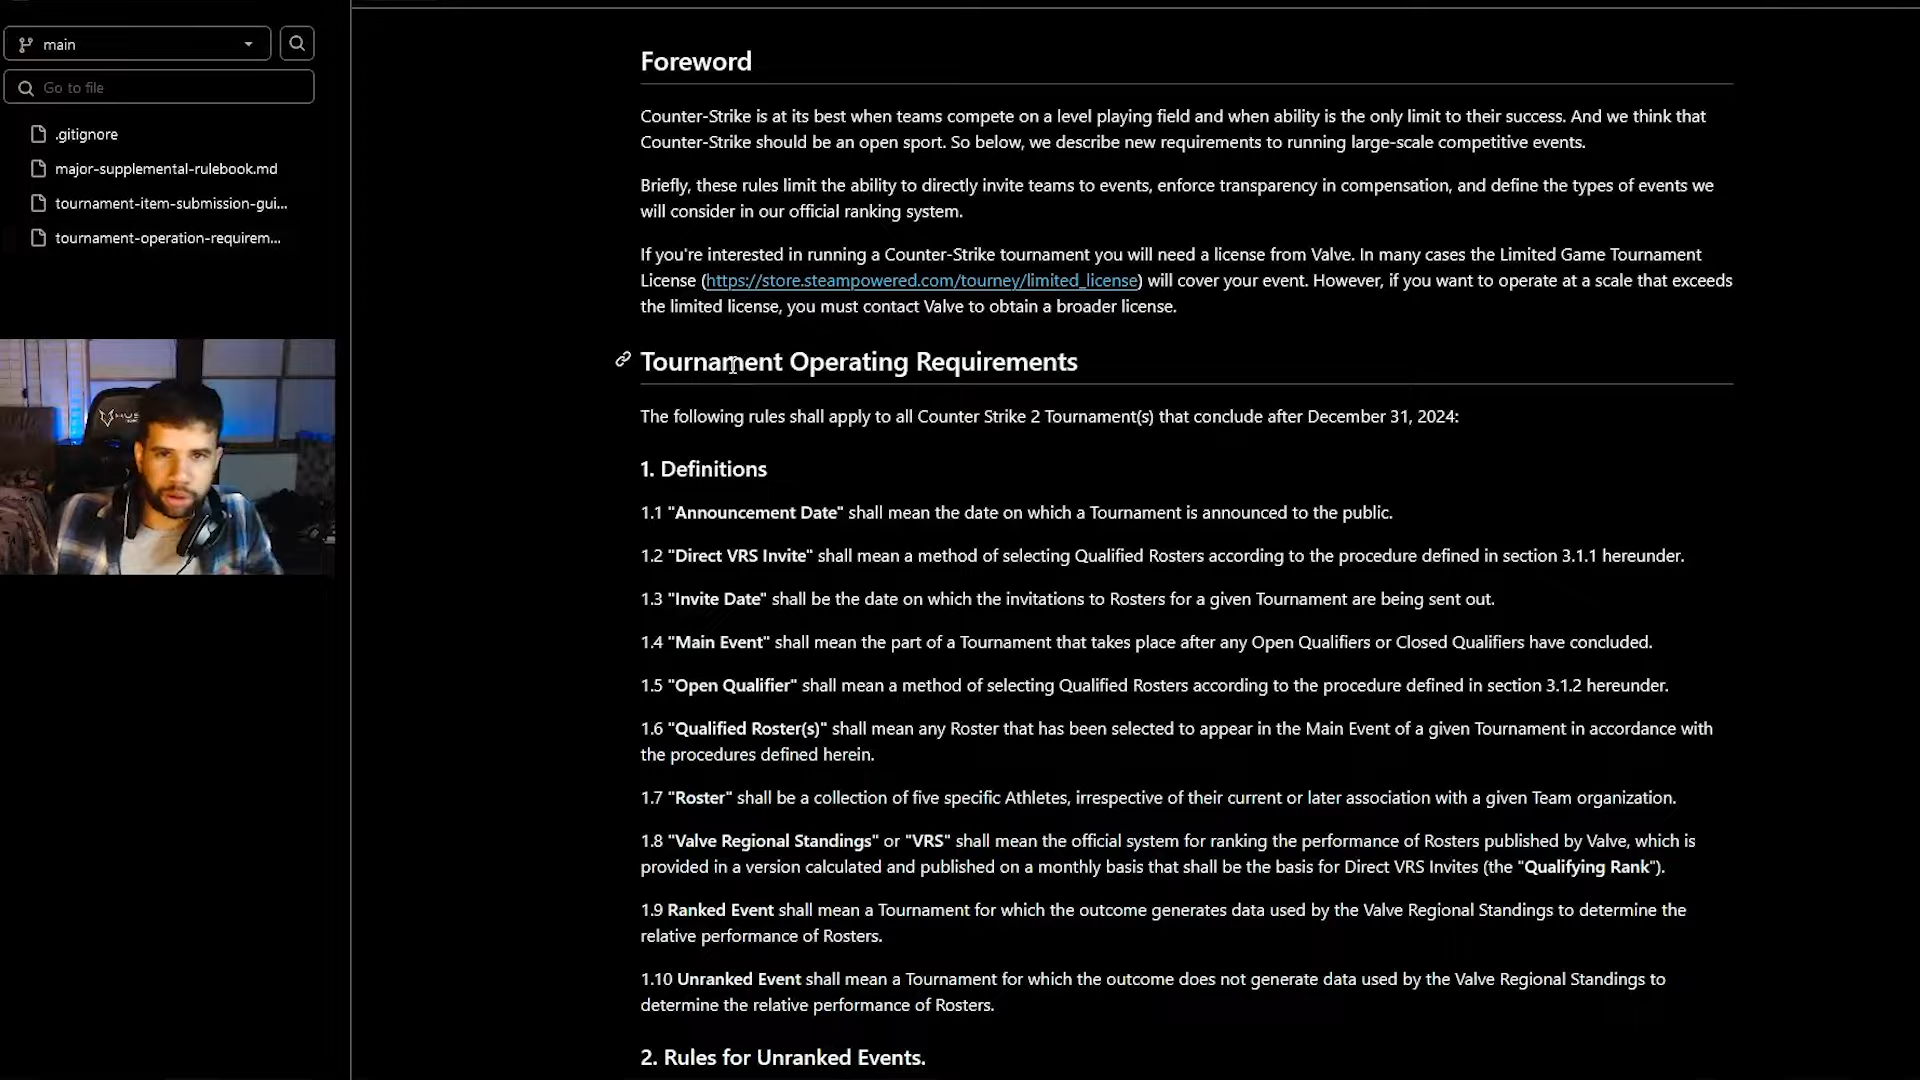 main
Go to file
.gitignore
major-supplemental-rulebook.md
tournament-item-submission-gui...
tournament-operation-requirem...
Foreword
Counter-Strike is at its best when teams compete on a level playing field and when ability is the only limit to their success. And we think that
Counter-Strike should be an open sport. So below, we describe new requirements to running large-scale competitive events.
Briefly, these rules limit the ability to directly invite teams to events, enforce transparency in compensation, and define the types of events we
will consider in our official ranking system.
If you're interested in running a Counter-Strike tournament you will need a license from Valve. In many cases the Limited Game Tournament
License (https://store.steampowered.com/tourney/limited_license) will cover your event. However, if you want to operate at a scale that exceeds
the limited license, you must contact Valve to obtain a broader license.
Tournament Operating Requirements
The following rules shall apply to all Counter Strike 2 Tournament(s) that conclude after December 31, 2024:
1. Definitions
1.1 "Announcement Date" shall mean the date on which a Tournament is announced to the public.
1.2 "Direct VRS Invite" shall mean a method of selecting Qualified Rosters according to the procedure defined in section 3.1.1 hereunder.
1.3 "Invite Date" shall be the date on which the invitations to Rosters for a given Tournament are being sent out.
1.4 "Main Event" shall mean the part of a Tournament that takes place after any Open Qualifiers or Closed Qualifiers have concluded.
1.5 "Open Qualifier" shall mean a method of selecting Qualified Rosters according to the procedure defined in section 3.1.2 hereunder.
1.6 "Qualified Roster(s)" shall mean any Roster that has been selected to appear in the Main Event of a given Tournament in accordance with
the procedures defined herein.
1.7 "Roster" shall be a collection of five specific Athletes, irrespective of their current or later association with a given Team organization.
1.8 "Valve Regional Standings" or "VRS" shall mean the official system for ranking the performance of Rosters published by Valve, which is
provided in a version calculated and published on a monthly basis that shall be the basis for Direct VRS Invites (the "Qualifying Rank").
1.9 Ranked Event shall mean a Tournament for which the outcome generates data used by the Valve Regional Standings to determine the
relative performance of Rosters.
1.10 Unranked Event shall mean a Tournament for which the outcome does not generate data used by the Valve Regional Standings to
determine the relative performance of Rosters.
2. Rules for Unranked Events.